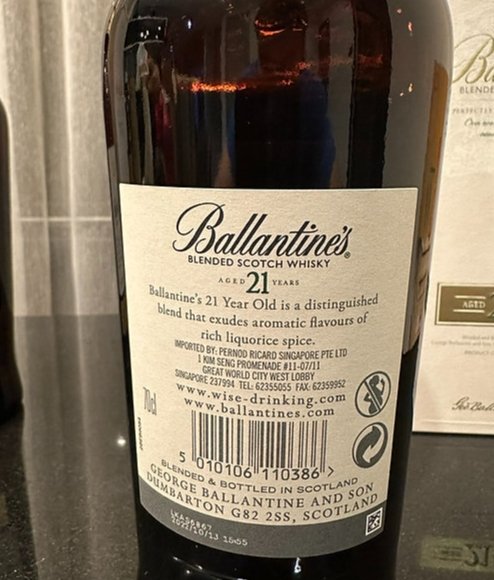 Ballantine's
BLENDED SCOTCH WHISKY
AGED 21 YEARS
Ballantine's 21 Year Old is a distinguished
blend that exudes aromatic flavours of
rich liquorice spice.
IMPORTED BY: PERNOD RICARD SINGAPORE PTE LTD
1 KIM SENG PROMENADE #11-07/11
GREAT WORLD CITY WEST LOBBY
SINGAPORE 237994 TEL: 62355055 FAX: 62359952
www.wise-drinking.com
www.ballantines.com
70cl
5 010106 110386 >
BLENDED & BOTTLED IN SCOTLAND
GEORGE BALLANTINE AND SON
DUMBARTON G82 2SS, SCOTLAND
2022/10/13 15:55
AGED
21